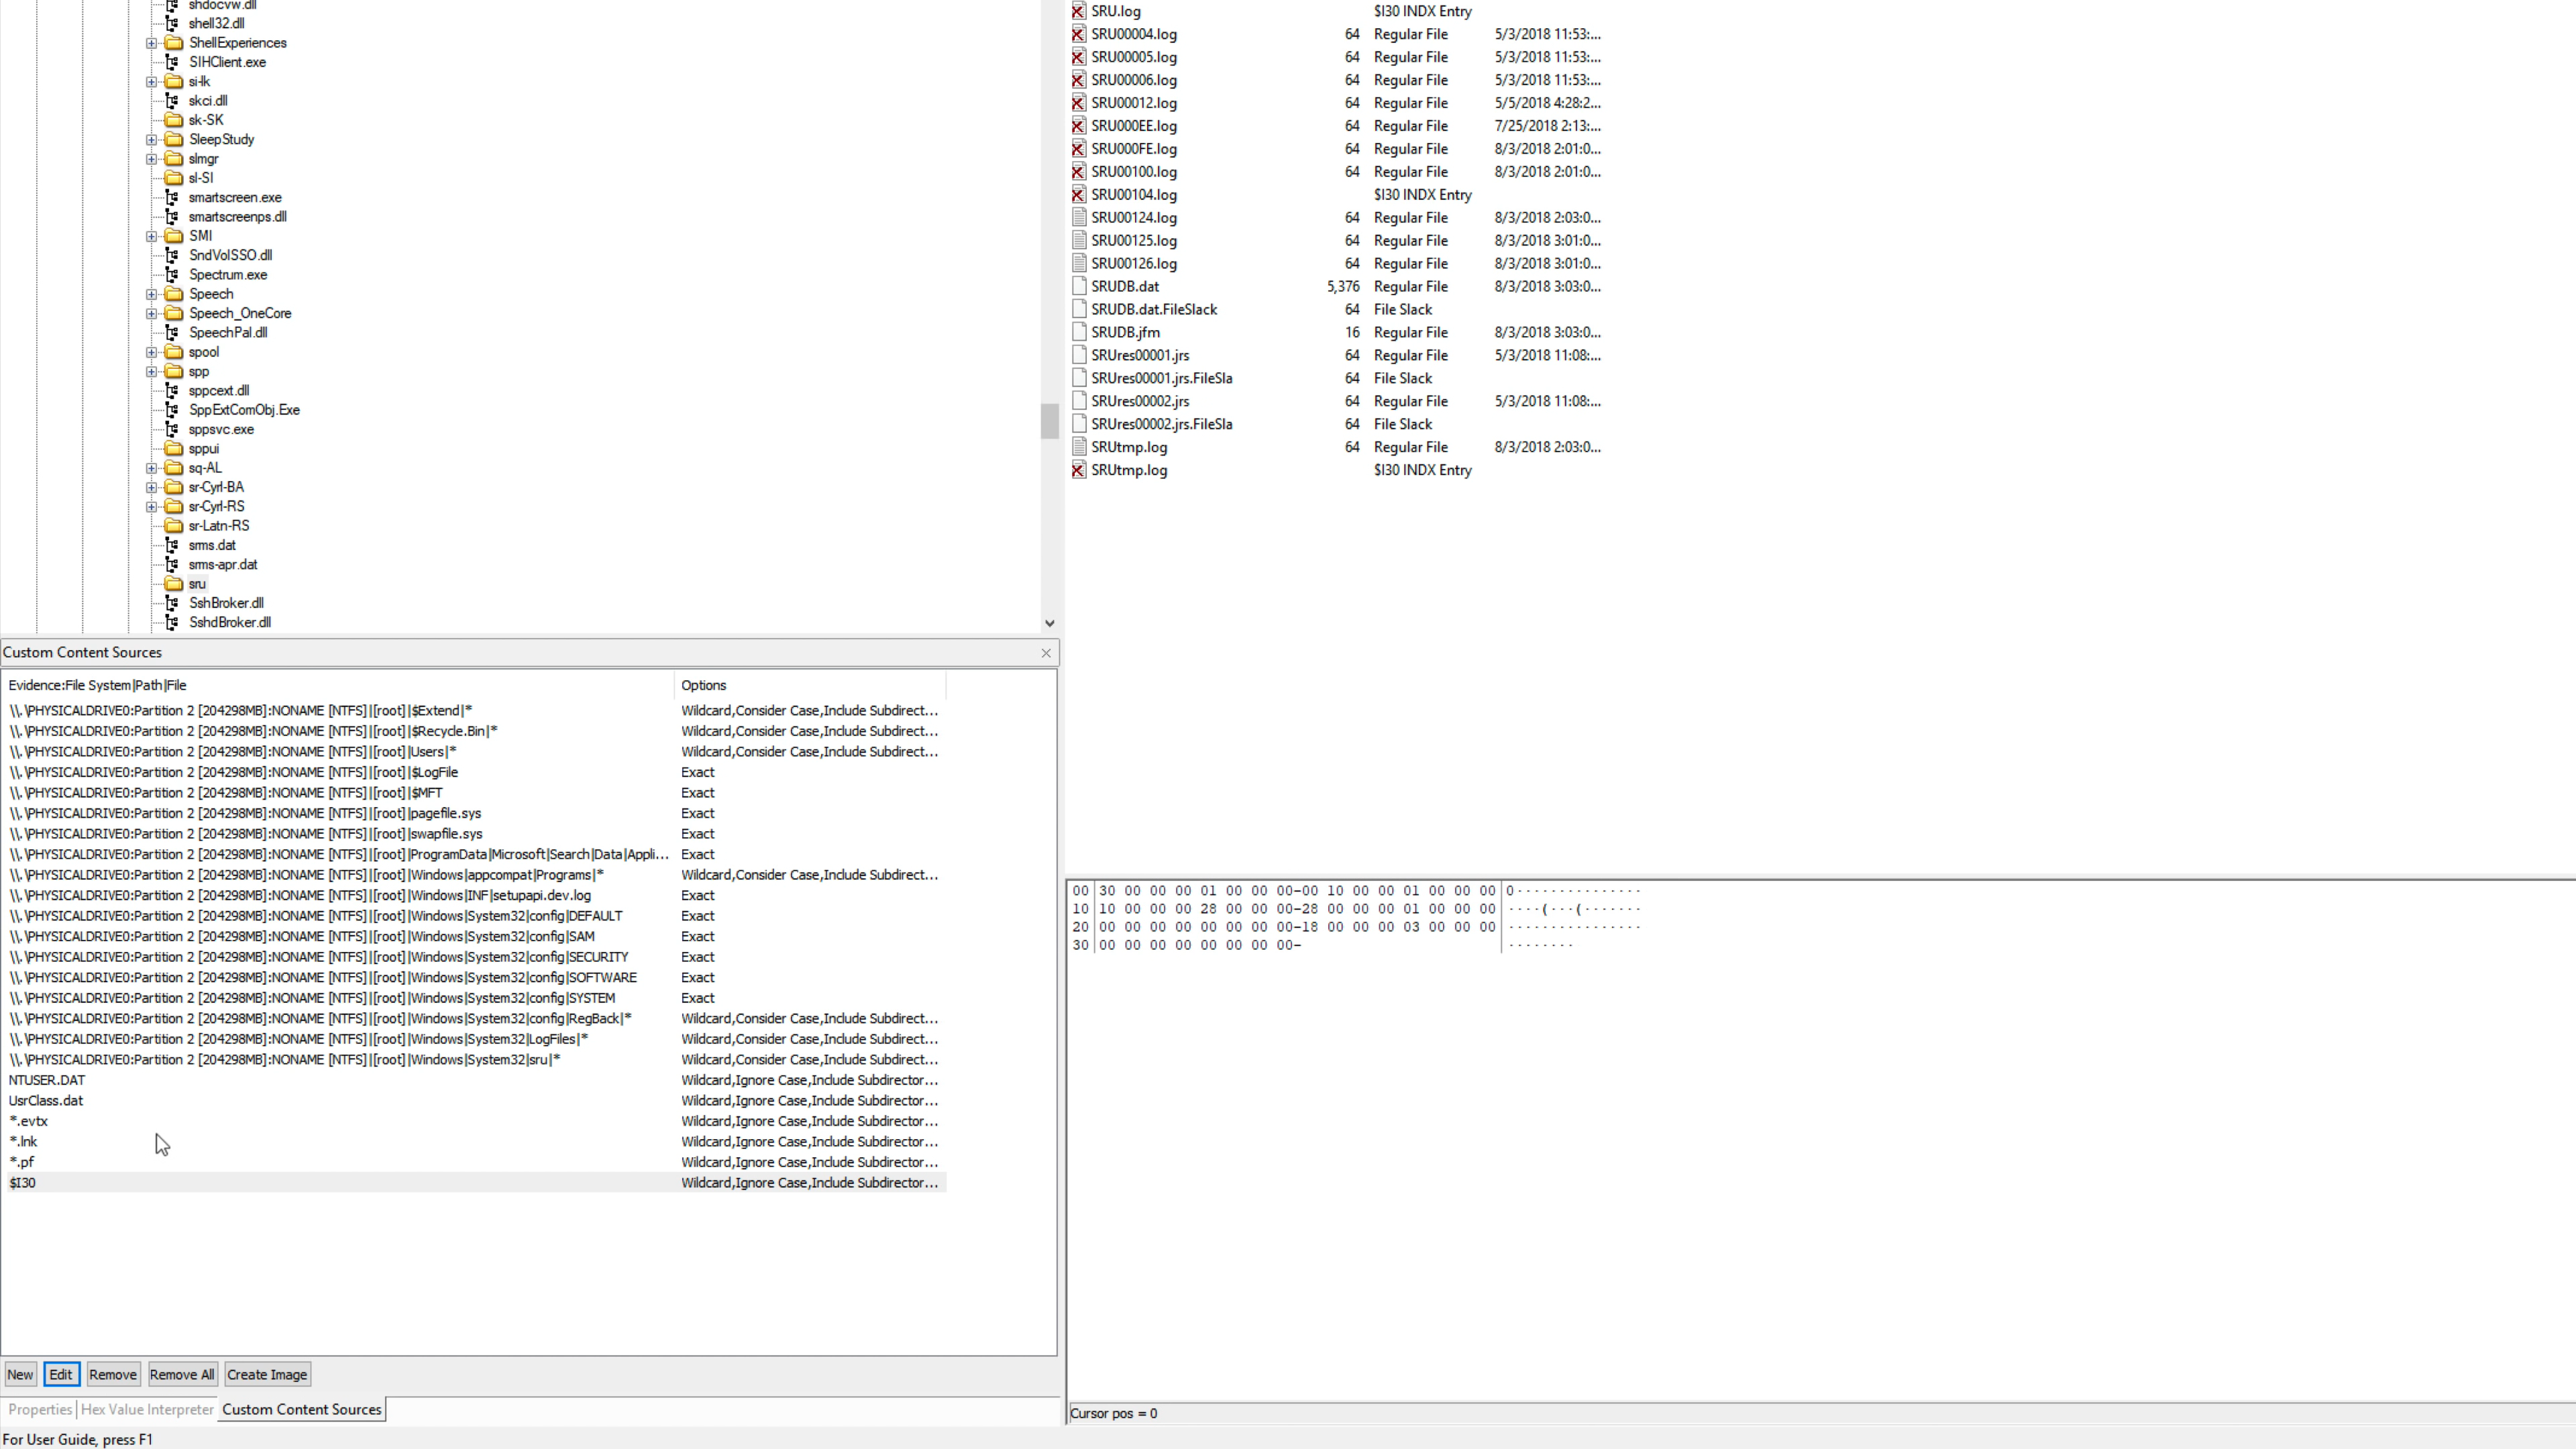 shdocvw.dll
shell32.dll
ShellExperiences
SIHClient.exe
si-lk
skci.dll
sk-SK
SleepStudy
slmgr
sl-SI
smartscreen.exe
smartscreenps.dll
SMI
SndVolSSO.dll
Spectrum.exe
Speech
Speech_OneCore
SpeechPal.dll
spool
spp
sppcext.dll
SppExtComObj.Exe
sppsvc.exe
sppui
sq-AL
sr-Cyrl-BA
sr-Cyrl-RS
sr-Latn-RS
srms.dat
srms-apr.dat
sru
SshBroker.dll
SshdBroker.dll
SRU.log $I30 INDX Entry
SRU00004.log 64 Regular File 5/3/2018 11:53:...
SRU00005.log 64 Regular File 5/3/2018 11:53:...
SRU00006.log 64 Regular File 5/3/2018 11:53:...
SRU00012.log 64 Regular File 5/5/2018 4:28:2...
SRU000EE.log 64 Regular File 7/25/2018 2:13:...
SRU000FE.log 64 Regular File 8/3/2018 2:01:0...
SRU00100.log 64 Regular File 8/3/2018 2:01:0...
SRU00104.log $I30 INDX Entry
SRU00124.log 64 Regular File 8/3/2018 2:03:0...
SRU00125.log 64 Regular File 8/3/2018 3:01:0...
SRU00126.log 64 Regular File 8/3/2018 3:01:0...
SRUDB.dat 5,376 Regular File 8/3/2018 3:03:0...
SRUDB.dat.FileSlack 64 File Slack
SRUDB.jfm 16 Regular File 8/3/2018 3:03:0...
SRUres00001.jrs 64 Regular File 5/3/2018 11:08:...
SRUres00001.jrs.FileSla 64 File Slack
SRUres00002.jrs 64 Regular File 5/3/2018 11:08:...
SRUres00002.jrs.FileSla 64 File Slack
SRUtmp.log 64 Regular File 8/3/2018 2:03:0...
SRUtmp.log $I30 INDX Entry
Custom Content Sources
Evidence:File System|Path|File Options
\\.\PHYSICALDRIVE0:Partition 2 [204298MB]:NONAME [NTFS]|[root]|$Extend|* Wildcard,Consider Case,Include Subdirect...
\\.\PHYSICALDRIVE0:Partition 2 [204298MB]:NONAME [NTFS]|[root]|$Recycle.Bin|* Wildcard,Consider Case,Include Subdirect...
\\.\PHYSICALDRIVE0:Partition 2 [204298MB]:NONAME [NTFS]|[root]|Users|* Wildcard,Consider Case,Include Subdirect...
\\.\PHYSICALDRIVE0:Partition 2 [204298MB]:NONAME [NTFS]|[root]|$LogFile Exact
\\.\PHYSICALDRIVE0:Partition 2 [204298MB]:NONAME [NTFS]|[root]|$MFT Exact
\\.\PHYSICALDRIVE0:Partition 2 [204298MB]:NONAME [NTFS]|[root]|pagefile.sys Exact
\\.\PHYSICALDRIVE0:Partition 2 [204298MB]:NONAME [NTFS]|[root]|swapfile.sys Exact
\\.\PHYSICALDRIVE0:Partition 2 [204298MB]:NONAME [NTFS]|[root]|ProgramData|Microsoft|Search|Data|Appli... Exact
\\.\PHYSICALDRIVE0:Partition 2 [204298MB]:NONAME [NTFS]|[root]|Windows|appcompat|Programs|* Wildcard,Consider Case,Include Subdirect...
\\.\PHYSICALDRIVE0:Partition 2 [204298MB]:NONAME [NTFS]|[root]|Windows|INF|setupapi.dev.log Exact
\\.\PHYSICALDRIVE0:Partition 2 [204298MB]:NONAME [NTFS]|[root]|Windows|System32|config|DEFAULT Exact
\\.\PHYSICALDRIVE0:Partition 2 [204298MB]:NONAME [NTFS]|[root]|Windows|System32|config|SAM Exact
\\.\PHYSICALDRIVE0:Partition 2 [204298MB]:NONAME [NTFS]|[root]|Windows|System32|config|SECURITY Exact
\\.\PHYSICALDRIVE0:Partition 2 [204298MB]:NONAME [NTFS]|[root]|Windows|System32|config|SOFTWARE Exact
\\.\PHYSICALDRIVE0:Partition 2 [204298MB]:NONAME [NTFS]|[root]|Windows|System32|config|SYSTEM Exact
\\.\PHYSICALDRIVE0:Partition 2 [204298MB]:NONAME [NTFS]|[root]|Windows|System32|config|RegBack|* Wildcard,Consider Case,Include Subdirect...
\\.\PHYSICALDRIVE0:Partition 2 [204298MB]:NONAME [NTFS]|[root]|Windows|System32|LogFiles|* Wildcard,Consider Case,Include Subdirect...
\\.\PHYSICALDRIVE0:Partition 2 [204298MB]:NONAME [NTFS]|[root]|Windows|System32|sru|* Wildcard,Consider Case,Include Subdirect...
NTUSER.DAT Wildcard,Ignore Case,Include Subdirector...
UsrClass.dat Wildcard,Ignore Case,Include Subdirector...
*.evtx Wildcard,Ignore Case,Include Subdirector...
*.lnk Wildcard,Ignore Case,Include Subdirector...
*.pf Wildcard,Ignore Case,Include Subdirector...
$I30 Wildcard,Ignore Case,Include Subdirector...
New Edit Remove Remove All Create Image
Properties Hex Value Interpreter Custom Content Sources
For User Guide, press F1
00 30 00 00 00 01 00 00 00-00 10 00 00 01 00 00 00 0···············
10 10 00 00 00 28 00 00 00-28 00 00 00 01 00 00 00 ····(···(·······
20 00 00 00 00 00 00 00 00-18 00 00 00 03 00 00 00 ················
30 00 00 00 00 00 00 00 00- ········
Cursor pos = 0